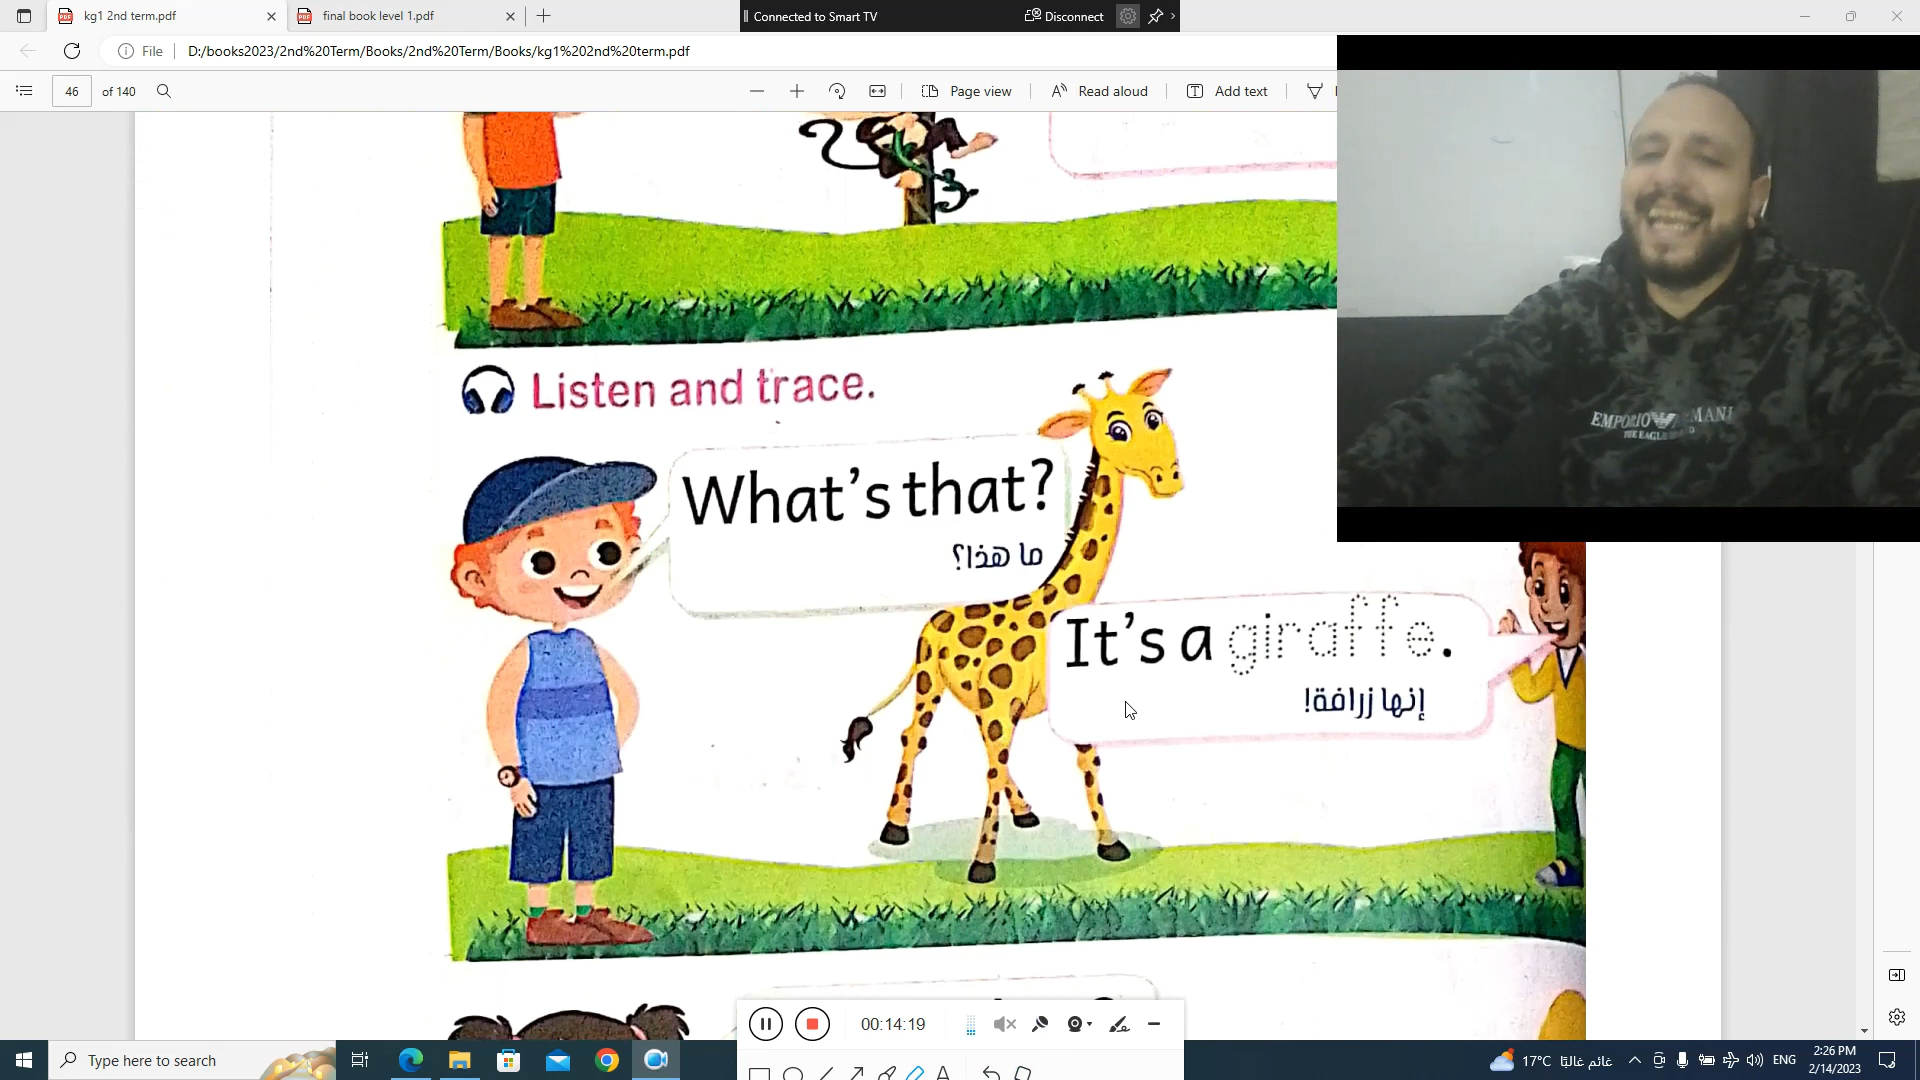 kg1 2nd term.pdf
final book level 1.pdf
Connected to Smart TV
Disconnect
File
D:/books2023/2nd%20Term/Books/2nd%20Term/Books/kg1%202nd%20term.pdf
46
of 140
Page view
Read aloud
Add text
EMPORIO ARMANI
Listen and trace.
What's that?
ما هذا؟
It's a giraffe.
إنها زرافة!
00:14:19
Type here to search
17°C
غائم غالبًا
ENG
2:26 PM
2/14/2023